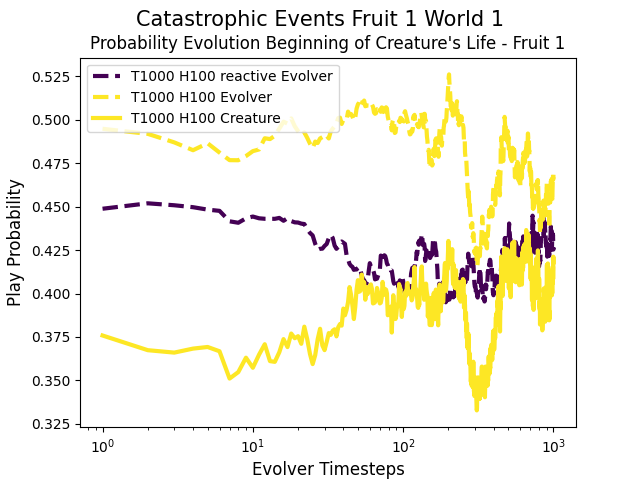 Catastrophic Events Fruit 1 World 1
Probability Evolution Beginning of Creature's Life - Fruit 1
0.525
0.500
0.475
0.450
0.425
0.400
0.375
0.350
0.325
Play Probability
T1000 H100 reactive Evolver
T1000 H100 Evolver
T1000 H100 Creature
10⁰
10¹
10²
10³
Evolver Timesteps